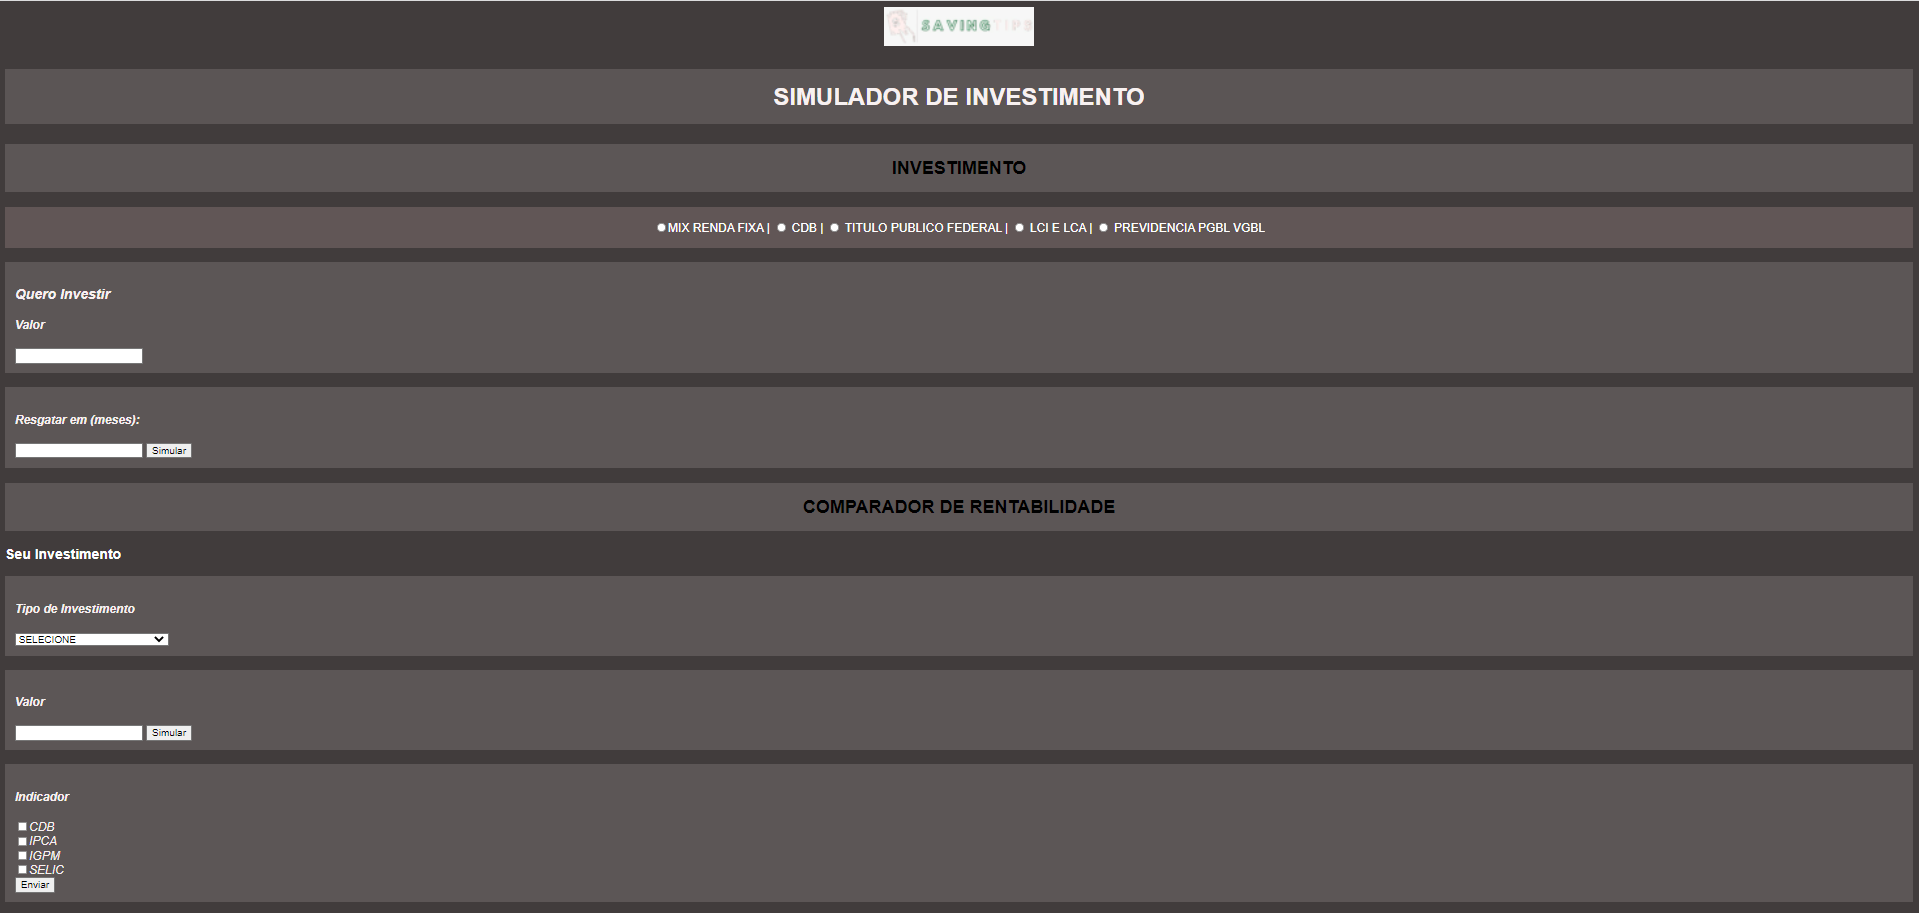 SAVINGTIPS
SIMULADOR DE INVESTIMENTO
INVESTIMENTO
MIX RENDA FIXA | CDB | TITULO PUBLICO FEDERAL | LCI E LCA | PREVIDENCIA PGBL VGBL
Quero Investir
Valor
Resgatar em (meses):
Simular
COMPARADOR DE RENTABILIDADE
Seu Investimento
Tipo de Investimento
SELECIONE
Valor
Simular
Indicador
CDB
IPCA
IGPM
SELIC
Enviar